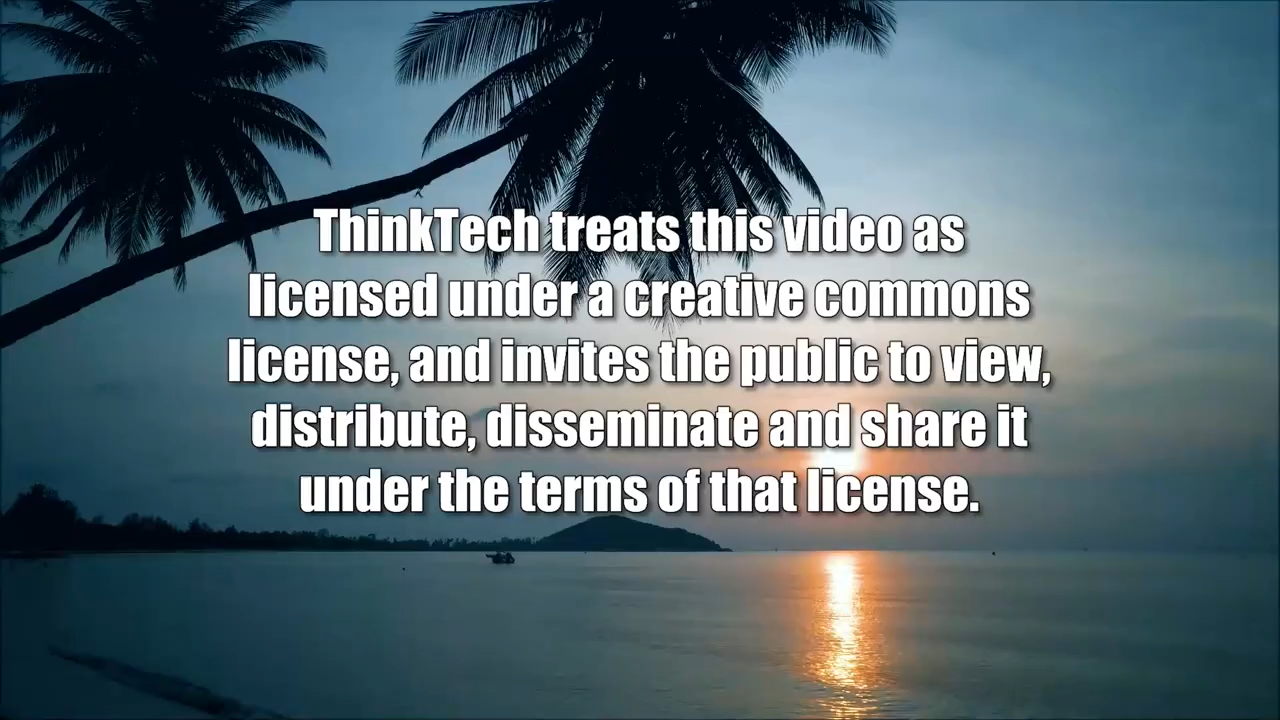 ThinkTech treats this video as
licensed under a creative commons
license, and invites the public to view,
distribute, disseminate and share it
under the terms of that license.